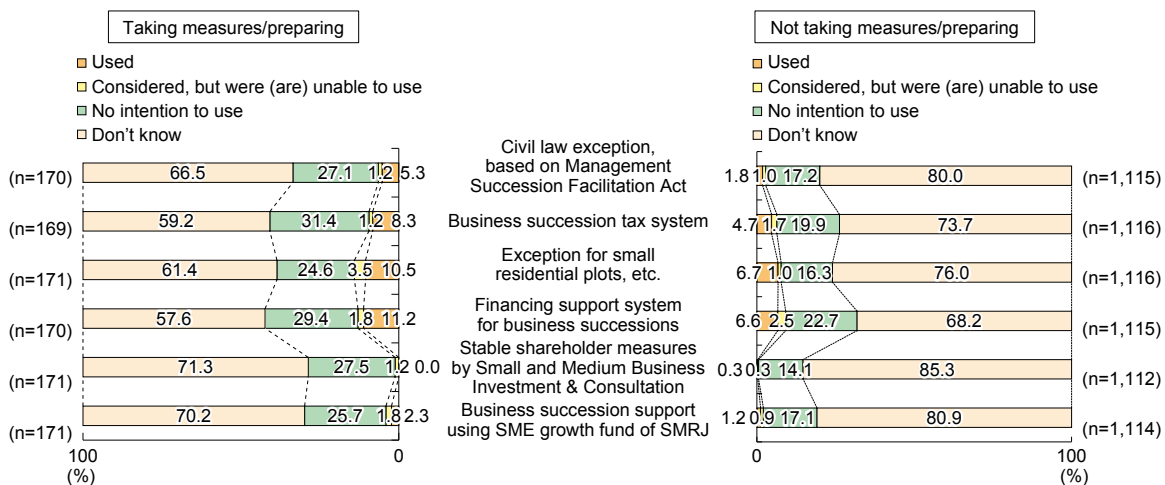 Taking measures/preparing
Used
Considered, but were (are) unable to use
No intention to use
Don't know
Not taking measures/preparing
Used
Considered, but were (are) unable to use
No intention to use
Don't know
(n=170) 66.5 27.1 1.2 5.3
Civil law exception,
based on Management
Succession Facilitation Act
1.8 1.0 17.2 80.0 (n=1,115)
(n=169) 59.2 31.4 1.2 8.3
Business succession tax system
4.7 1.7 19.9 73.7 (n=1,116)
(n=171) 61.4 24.6 3.5 10.5
Exception for small
residential plots, etc.
6.7 1.0 16.3 76.0 (n=1,116)
(n=170) 57.6 29.4 1.8 11.2
Financing support system
for business successions
6.6 2.5 22.7 68.2 (n=1,115)
(n=171) 71.3 27.5 1.2 0.0
Stable shareholder measures
by Small and Medium Business
Investment & Consultation
0.3 0.3 14.1 85.3 (n=1,112)
(n=171) 70.2 25.7 1.8 2.3
Business succession support
using SME growth fund of SMRJ
1.2 0.9 17.1 80.9 (n=1,114)
100 0
(%)
0 100
(%)